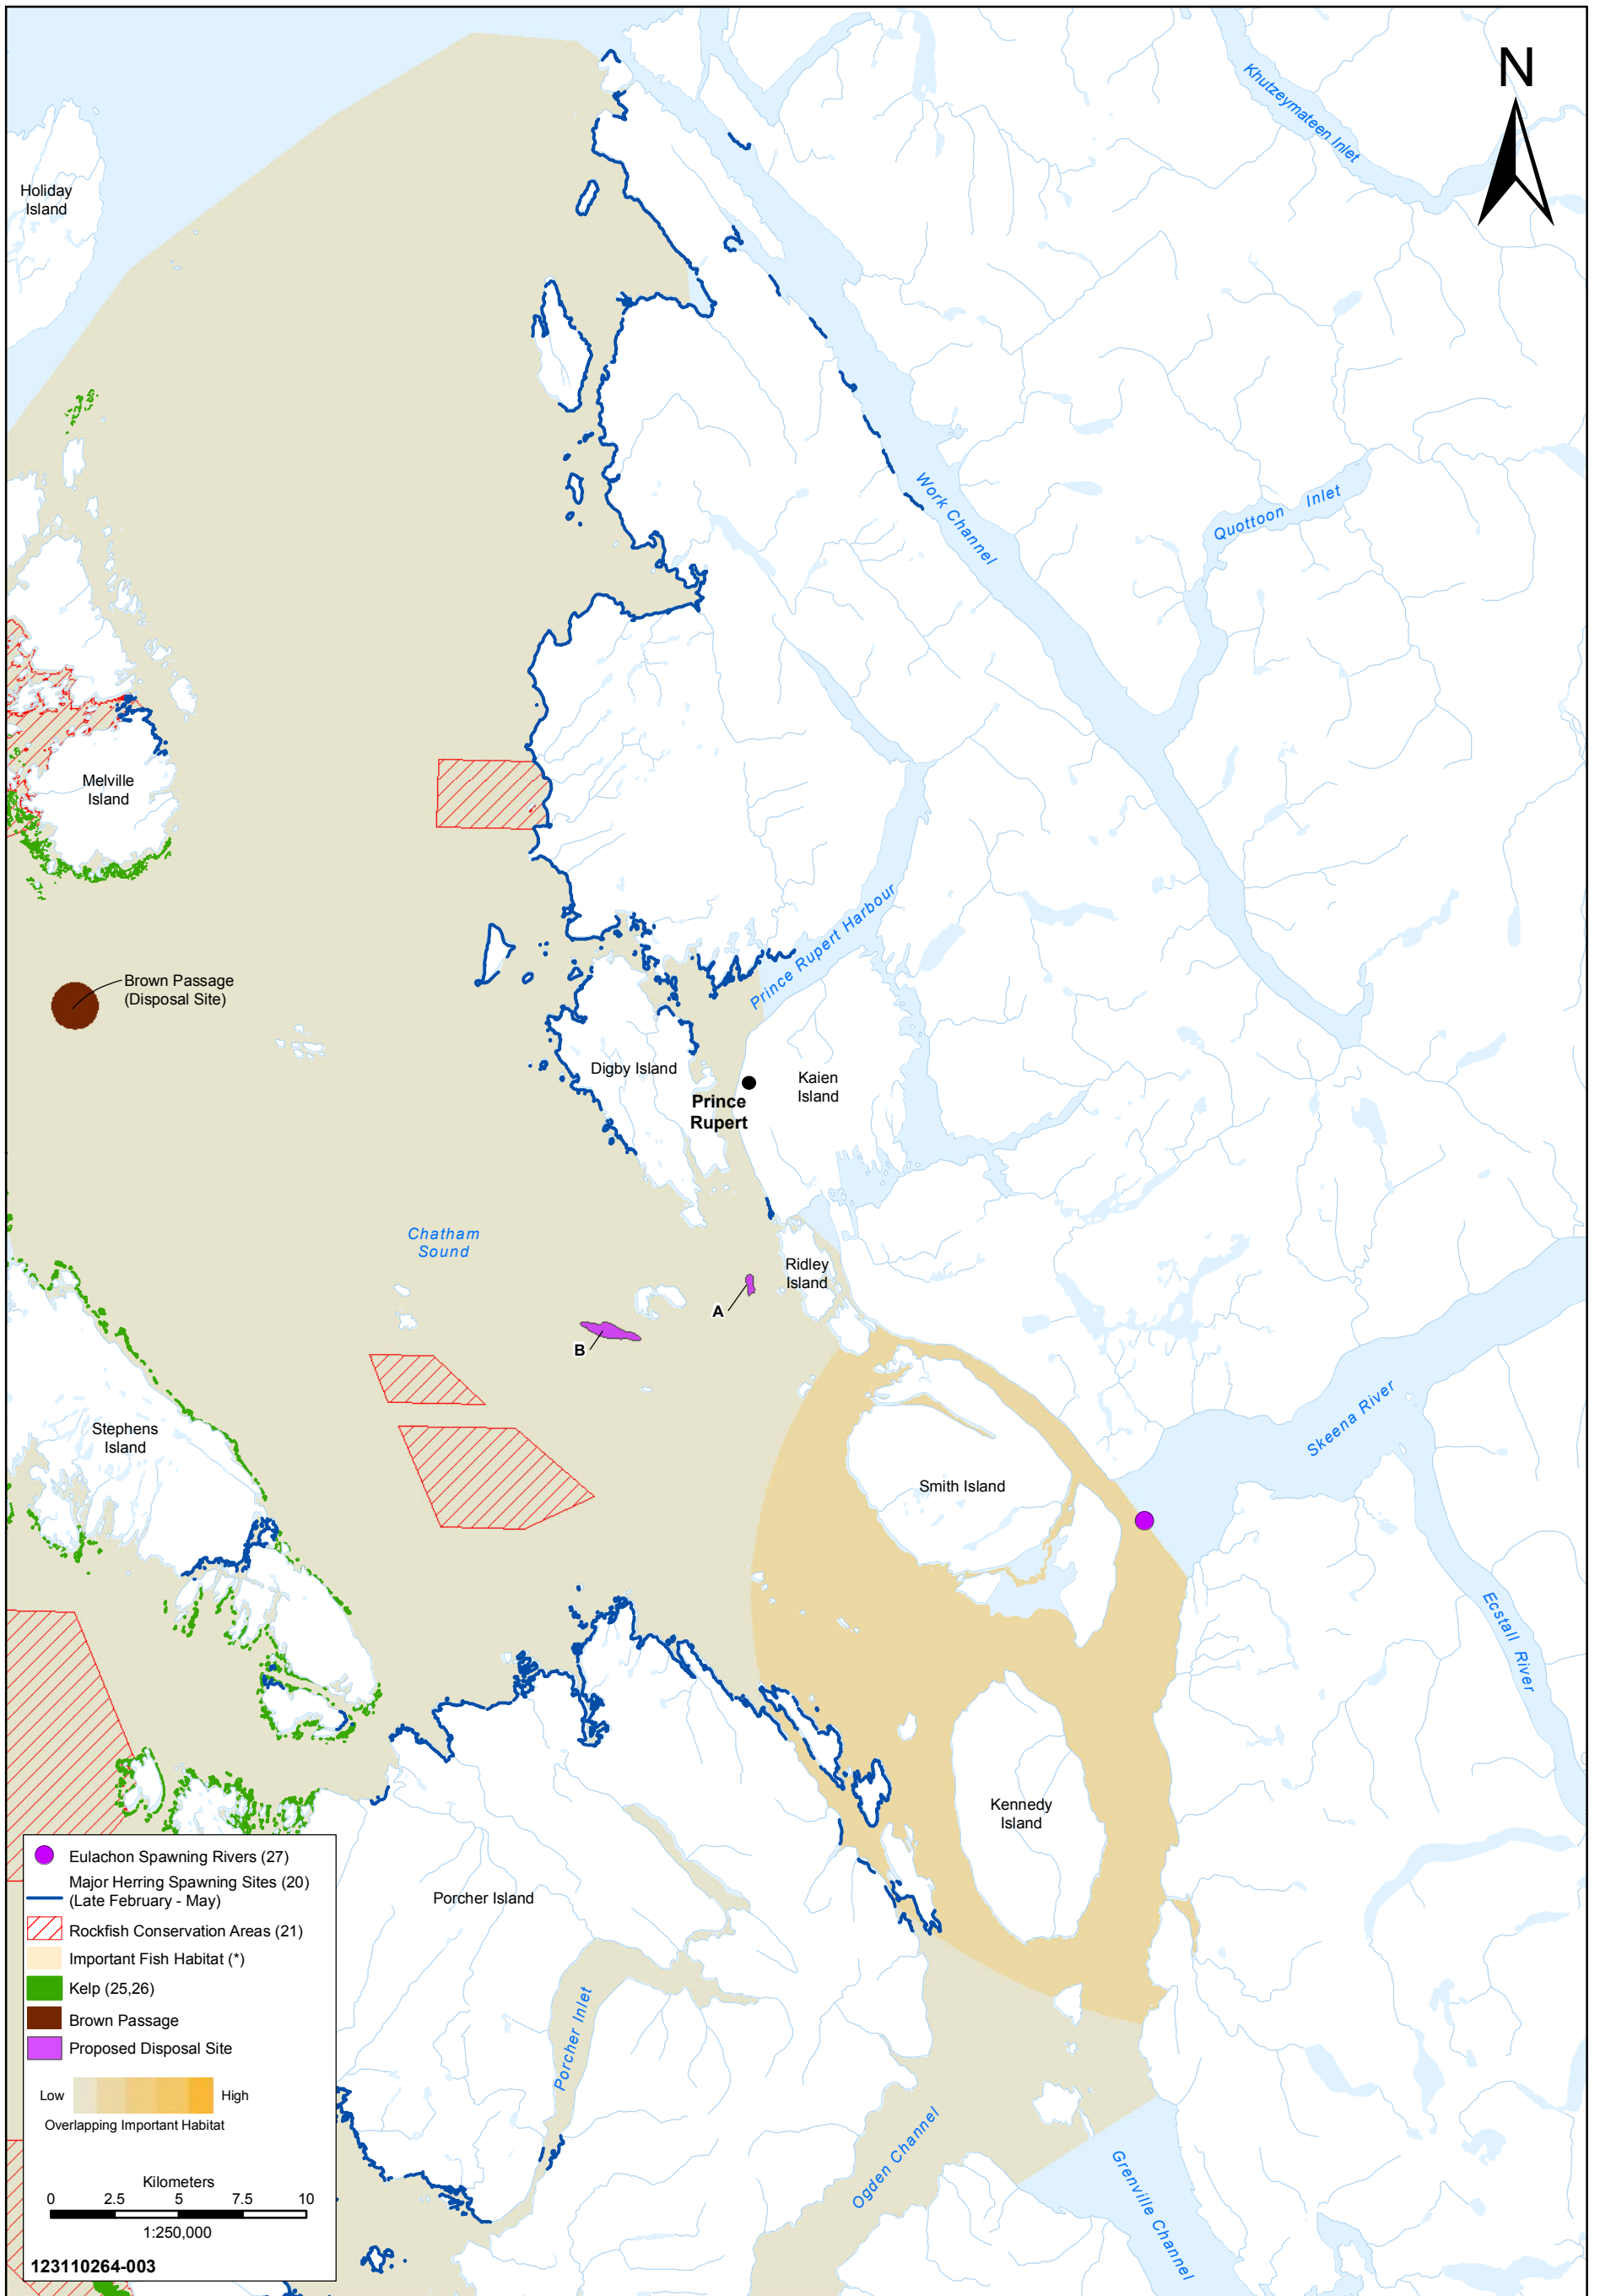 N
Khutzeymateen Inlet
Holiday
Island
Work Channel
Quottoon Inlet
Melville
Island
Prince Rupert Harbour
Brown Passage
(Disposal Site)
Digby Island
Kaien
Island
Prince
Rupert
Chatham
Sound
Ridley
Island
A
B
Skeena River
Stephens
Island
Smith Island
Ecstall River
Kennedy
Island
Porcher Island
Porcher Inlet
Ogden Channel
Grenville Channel
Eulachon Spawning Rivers (27)
Major Herring Spawning Sites (20)
(Late February - May)
Rockfish Conservation Areas (21)
Important Fish Habitat (*)
Kelp (25,26)
Brown Passage
Proposed Disposal Site
Low High
Overlapping Important Habitat
Kilometers
0 2.5 5 7.5 10
1:250,000
123110264-003